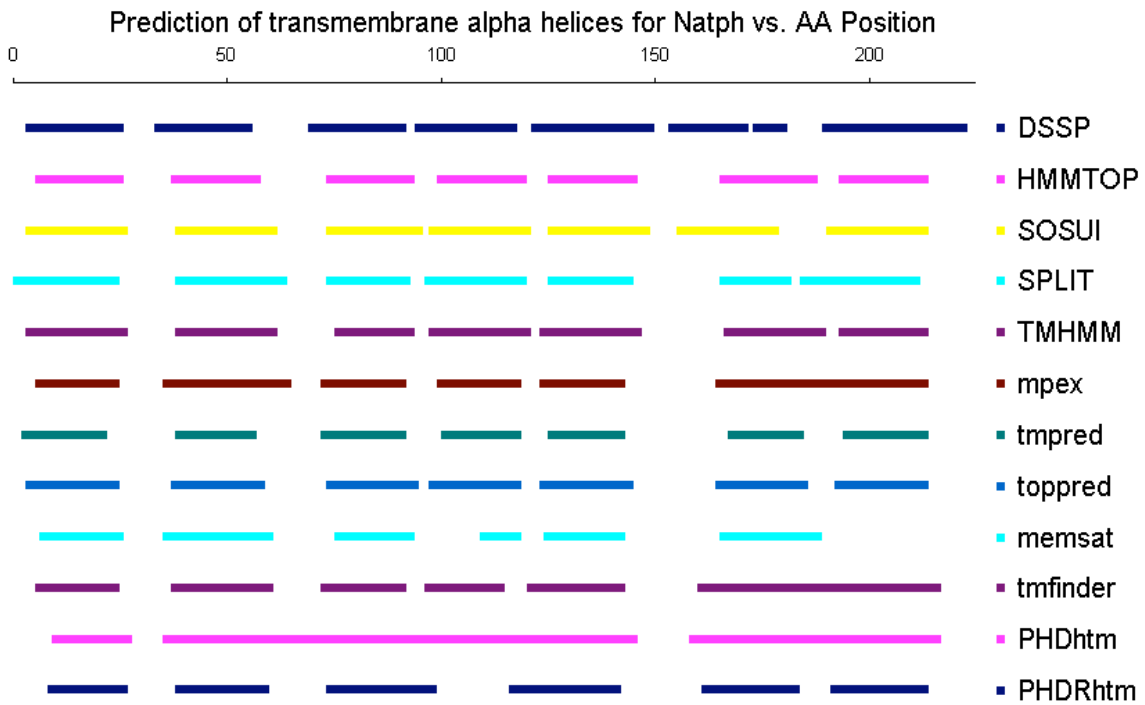 Prediction of transmembrane alpha helices for Natph vs. AA Position
0 50 100 150 200
DSSP
HMMTOP
SOSUI
SPLIT
TMHMM
mpex
tmpred
toppred
memsat
tmfinder
PHDhtm
PHDRhtm